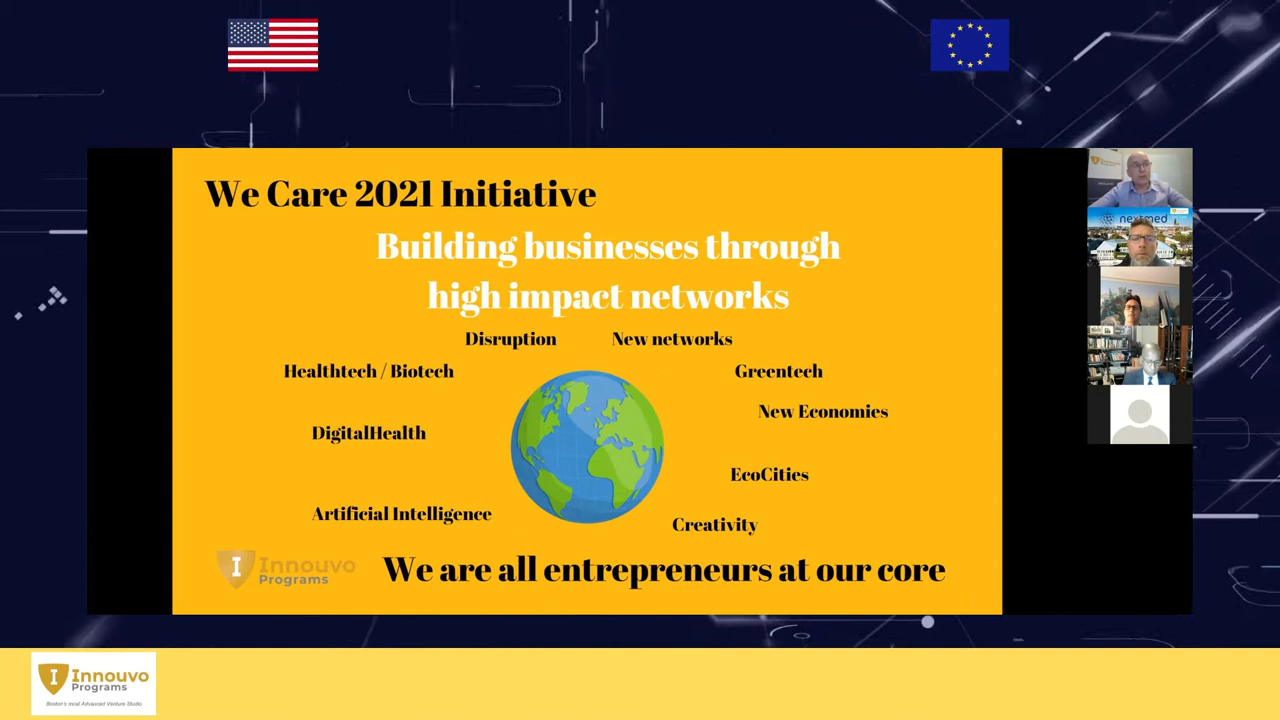 We Care 2021 Initiative
Building businesses through
high impact networks
Disruption
New networks
Healthtech / Biotech
Greentech
New Economies
DigitalHealth
EcoCities
Artificial Intelligence
Creativity
I Innouvo
Programs
We are all entrepreneurs at our core
nextmed
I Innouvo
Programs
Boston's most Advanced Venture Studio